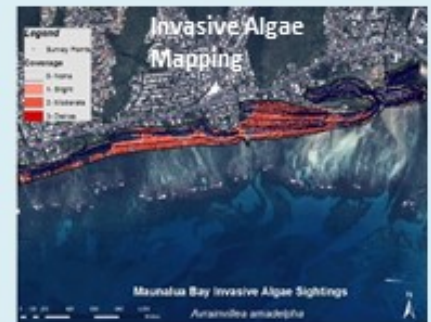 Invasive Algae
Mapping
Legend
Survey Points
Coverage
0- None
1- Slight
2- Moderate
3- Dense
Maunalua Bay Invasive Algae Sightings
Avrainvillea amadelpha